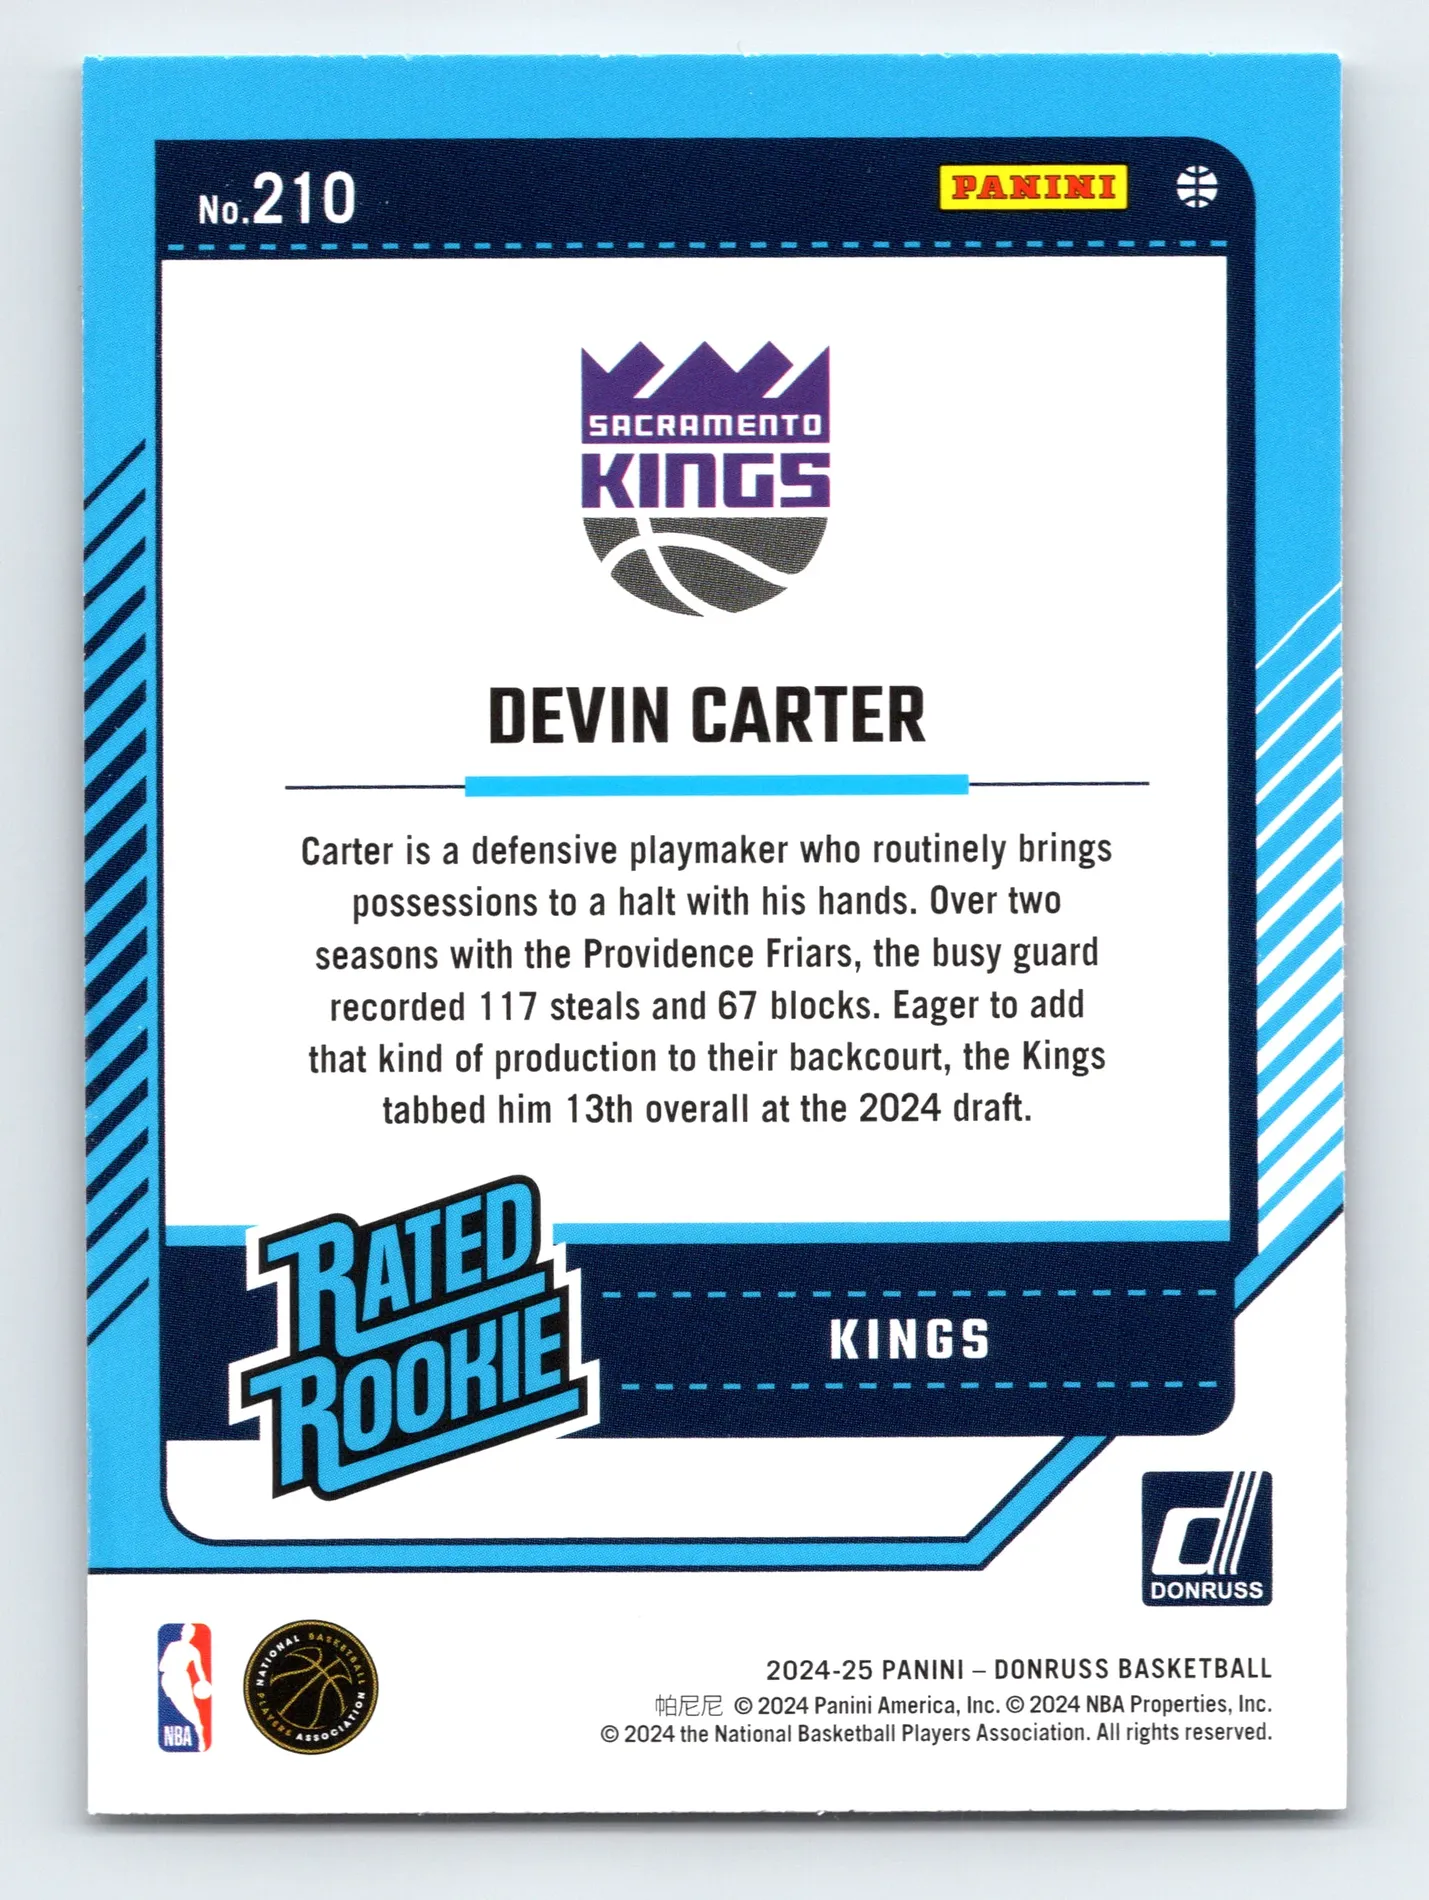 No.210
PANINI
SACRAMENTO
KINGS
DEVIN CARTER
Carter is a defensive playmaker who routinely brings
possessions to a halt with his hands. Over two
seasons with the Providence Friars, the busy guard
recorded 117 steals and 67 blocks. Eager to add
that kind of production to their backcourt, the Kings
tabbed him 13th overall at the 2024 draft.
RATED
ROOKIE
KINGS
DONRUSS
NBA
NATIONAL BASKETBALL
PLAYERS ASSOCIATION
2024-25 PANINI – DONRUSS BASKETBALL
帕尼尼 © 2024 Panini America, Inc. © 2024 NBA Properties, Inc.
© 2024 the National Basketball Players Association. All rights reserved.